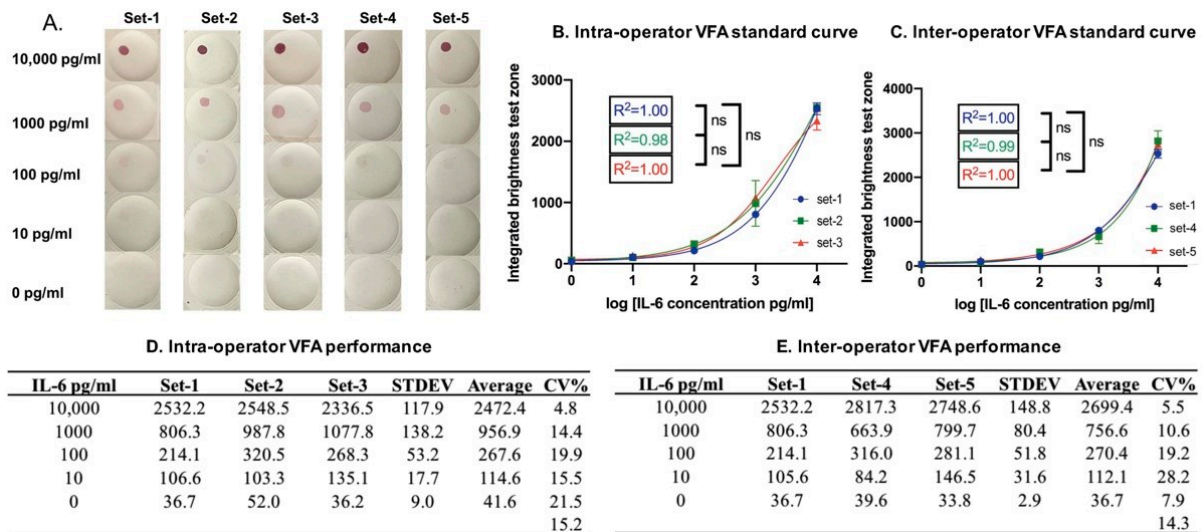 A.
Set-1 Set-2 Set-3 Set-4 Set-5
10,000 pg/ml
1000 pg/ml
100 pg/ml
10 pg/ml
0 pg/ml
B. Intra-operator VFA standard curve
Integrated brightness test zone
3000
2000
1000
0
R²=1.00
R²=0.98
R²=1.00
ns
ns
ns
set-1
set-2
set-3
0 1 2 3 4
log [IL-6 concentration pg/ml]
C. Inter-operator VFA standard curve
Integrated brightness test zone
4000
3000
2000
1000
0
R²=1.00
R²=0.99
R²=1.00
ns
ns
ns
set-1
set-4
set-5
0 1 2 3 4
log [IL-6 concentration pg/ml]
D. Intra-operator VFA performance
IL-6 pg/ml Set-1 Set-2 Set-3 STDEV Average CV%
10,000 2532.2 2548.5 2336.5 117.9 2472.4 4.8
1000 806.3 987.8 1077.8 138.2 956.9 14.4
100 214.1 320.5 268.3 53.2 267.6 19.9
10 106.6 103.3 135.1 17.7 114.6 15.5
0 36.7 52.0 36.2 9.0 41.6 21.5
15.2
E. Inter-operator VFA performance
IL-6 pg/ml Set-1 Set-4 Set-5 STDEV Average CV%
10,000 2532.2 2817.3 2748.6 148.8 2699.4 5.5
1000 806.3 663.9 799.7 80.4 756.6 10.6
100 214.1 316.0 281.1 51.8 270.4 19.2
10 105.6 84.2 146.5 31.6 112.1 28.2
0 36.7 39.6 33.8 2.9 36.7 7.9
14.3